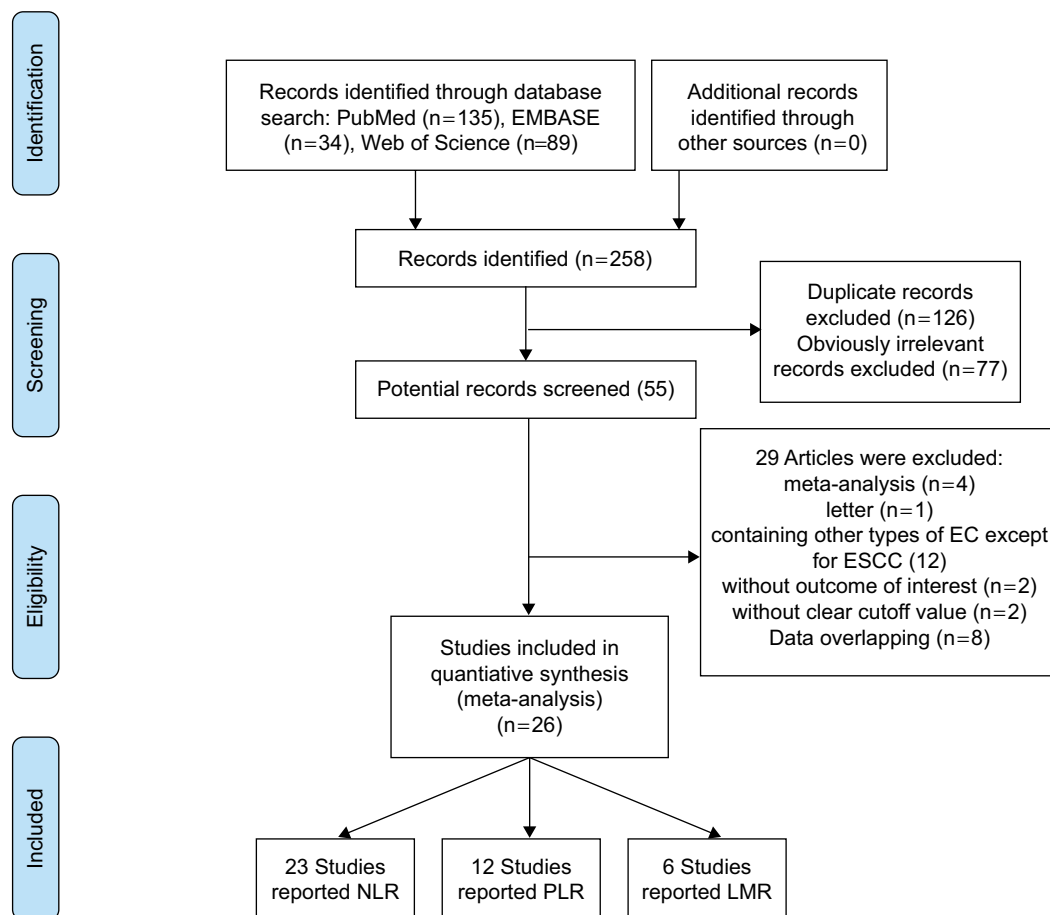 Identification
Records identified through database
search: PubMed (n=135), EMBASE
(n=34), Web of Science (n=89)
Additional records
identified through
other sources (n=0)
Records identified (n=258)
Screening
Duplicate records
excluded (n=126)
Obviously irrelevant
records excluded (n=77)
Potential records screened (55)
Eligibility
29 Articles were excluded:
meta-analysis (n=4)
letter (n=1)
containing other types of EC except
for ESCC (12)
without outcome of interest (n=2)
without clear cutoff value (n=2)
Data overlapping (n=8)
Studies included in
quantiative synthesis
(meta-analysis)
(n=26)
Included
23 Studies
reported NLR
12 Studies
reported PLR
6 Studies
reported LMR